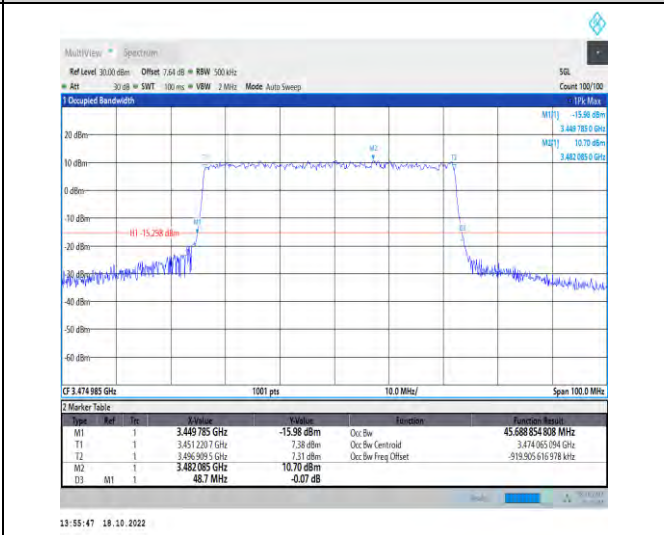 MultiView Spectrum
Ref Level 30.00 dBm Offset 7.64 dB RBW 500 kHz SGL
Att 30 dB SWT 100 ms VBW 2 MHz Mode Auto Sweep Count 100/100
1 Occupied Bandwidth 1Pk Max
M1[1] -15.98 dBm
3.449 785 0 GHz
M2[1] 10.70 dBm
3.482 085 0 GHz
20 dBm
M2
T1 T2
10 dBm
0 dBm
-10 dBm
M1
H1 -15.298 dBm
D3
-20 dBm
-30 dBm
-40 dBm
-50 dBm
-60 dBm
CF 3.474 985 GHz 1001 pts 10.0 MHz/ Span 100.0 MHz
2 Marker Table
Type Ref Trc X-Value Y-Value Function Function Result
M1 1 3.449 785 GHz -15.98 dBm Occ Bw 45.688 854 808 MHz
T1 1 3.451 220 7 GHz 7.38 dBm Occ Bw Centroid 3.474 065 094 GHz
T2 1 3.496 909 5 GHz 7.31 dBm Occ Bw Freq Offset -919.905 616 978 kHz
M2 1 3.482 085 GHz 10.70 dBm
D3 M1 1 48.7 MHz -0.07 dB
13:55:47 18.10.2022